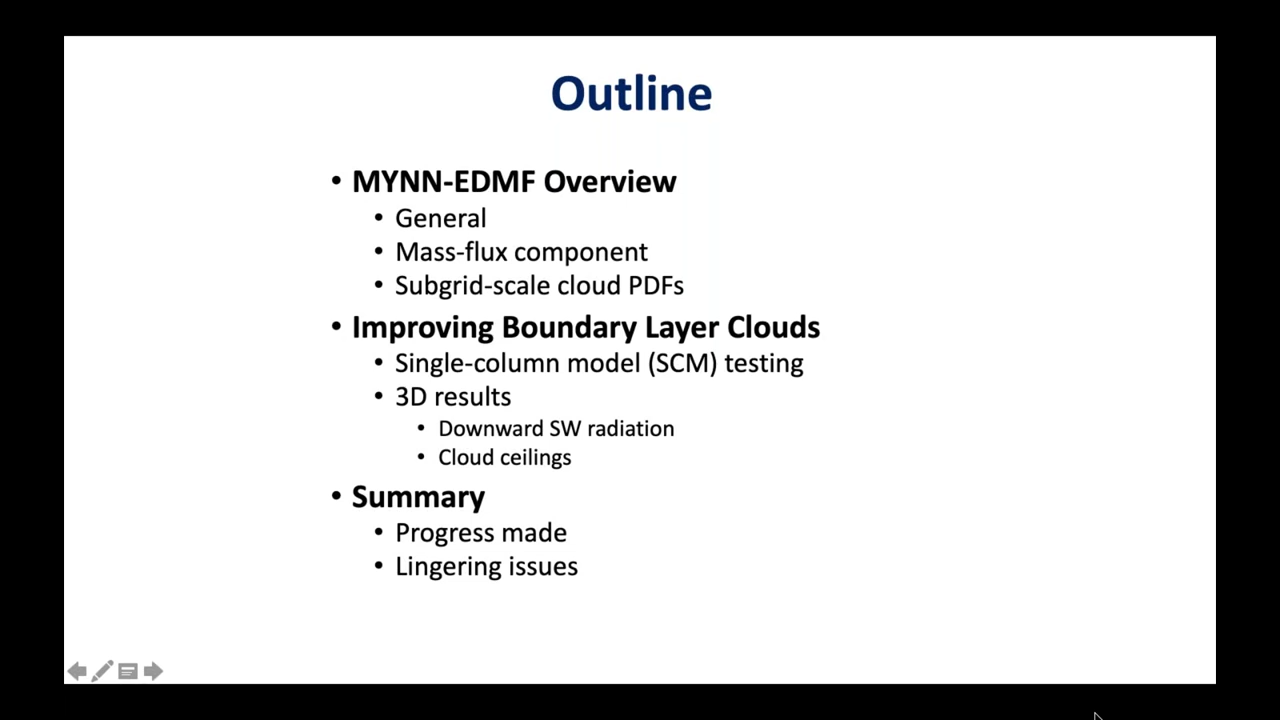 Outline
• MYNN-EDMF Overview
• General
• Mass-flux component
• Subgrid-scale cloud PDFs
• Improving Boundary Layer Clouds
• Single-column model (SCM) testing
• 3D results
• Downward SW radiation
• Cloud ceilings
• Summary
• Progress made
• Lingering issues